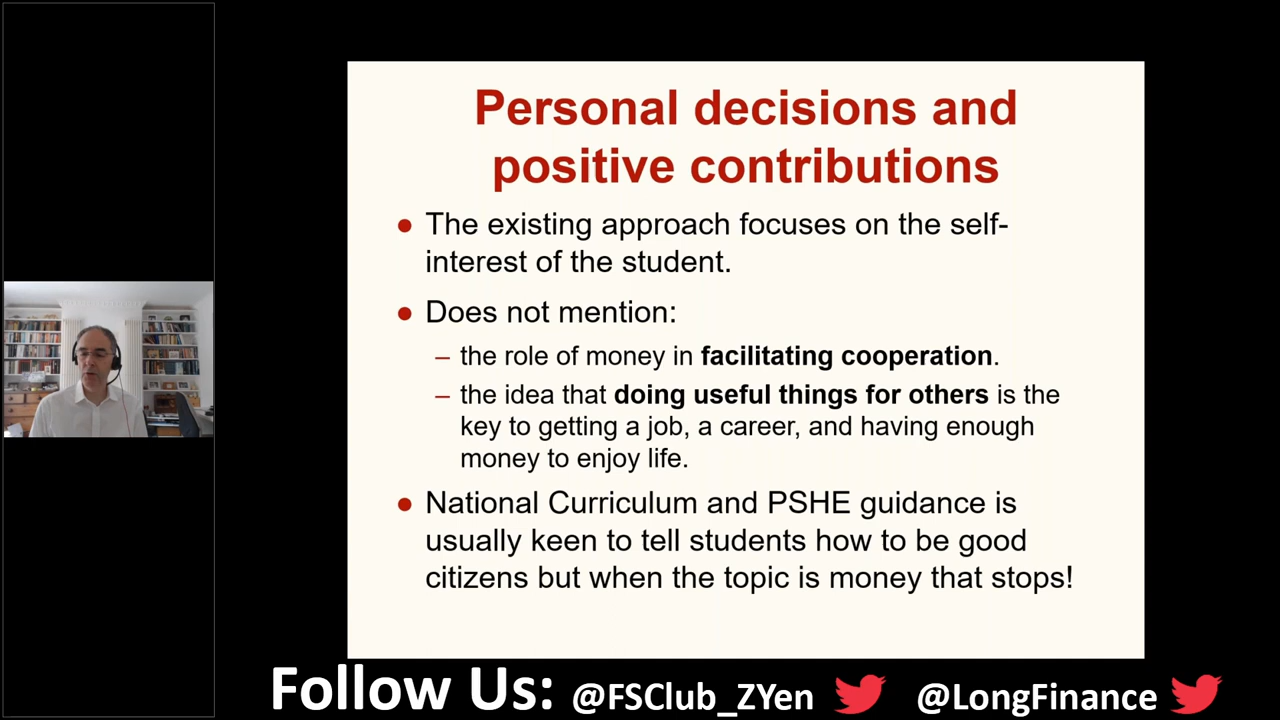 Personal decisions and
positive contributions
● The existing approach focuses on the self-
interest of the student.
● Does not mention:
– the role of money in facilitating cooperation.
– the idea that doing useful things for others is the
key to getting a job, a career, and having enough
money to enjoy life.
● National Curriculum and PSHE guidance is
usually keen to tell students how to be good
citizens but when the topic is money that stops!
Follow Us: @FSClub_ZYen @LongFinance